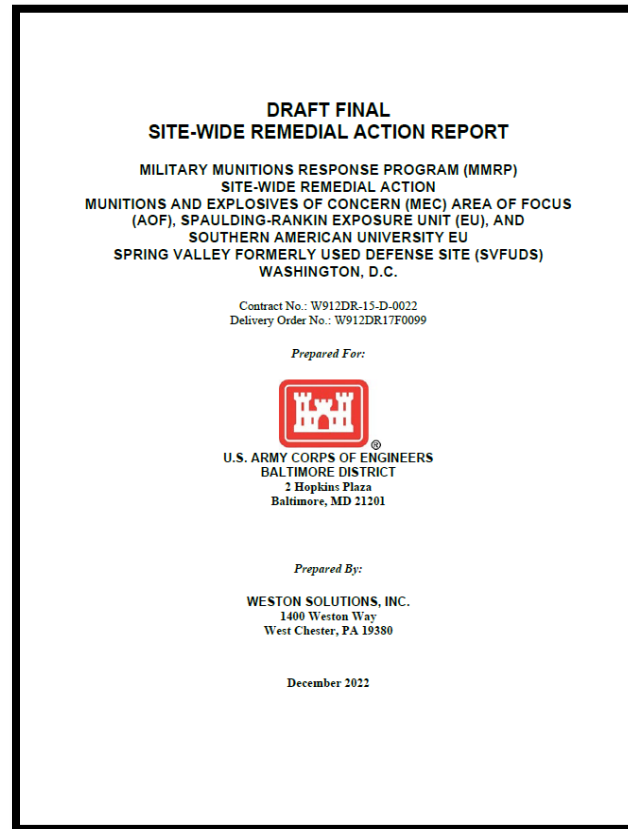 DRAFT FINAL
SITE-WIDE REMEDIAL ACTION REPORT
MILITARY MUNITIONS RESPONSE PROGRAM (MMRP)
SITE-WIDE REMEDIAL ACTION
MUNITIONS AND EXPLOSIVES OF CONCERN (MEC) AREA OF FOCUS
(AOF), SPAULDING-RANKIN EXPOSURE UNIT (EU), AND
SOUTHERN AMERICAN UNIVERSITY EU
SPRING VALLEY FORMERLY USED DEFENSE SITE (SVFUDS)
WASHINGTON, D.C.
Contract No.: W912DR-15-D-0022
Delivery Order No.: W912DR17F0099
Prepared For:
®
U.S. ARMY CORPS OF ENGINEERS
BALTIMORE DISTRICT
2 Hopkins Plaza
Baltimore, MD 21201
Prepared By:
WESTON SOLUTIONS, INC.
1400 Weston Way
West Chester, PA 19380
December 2022